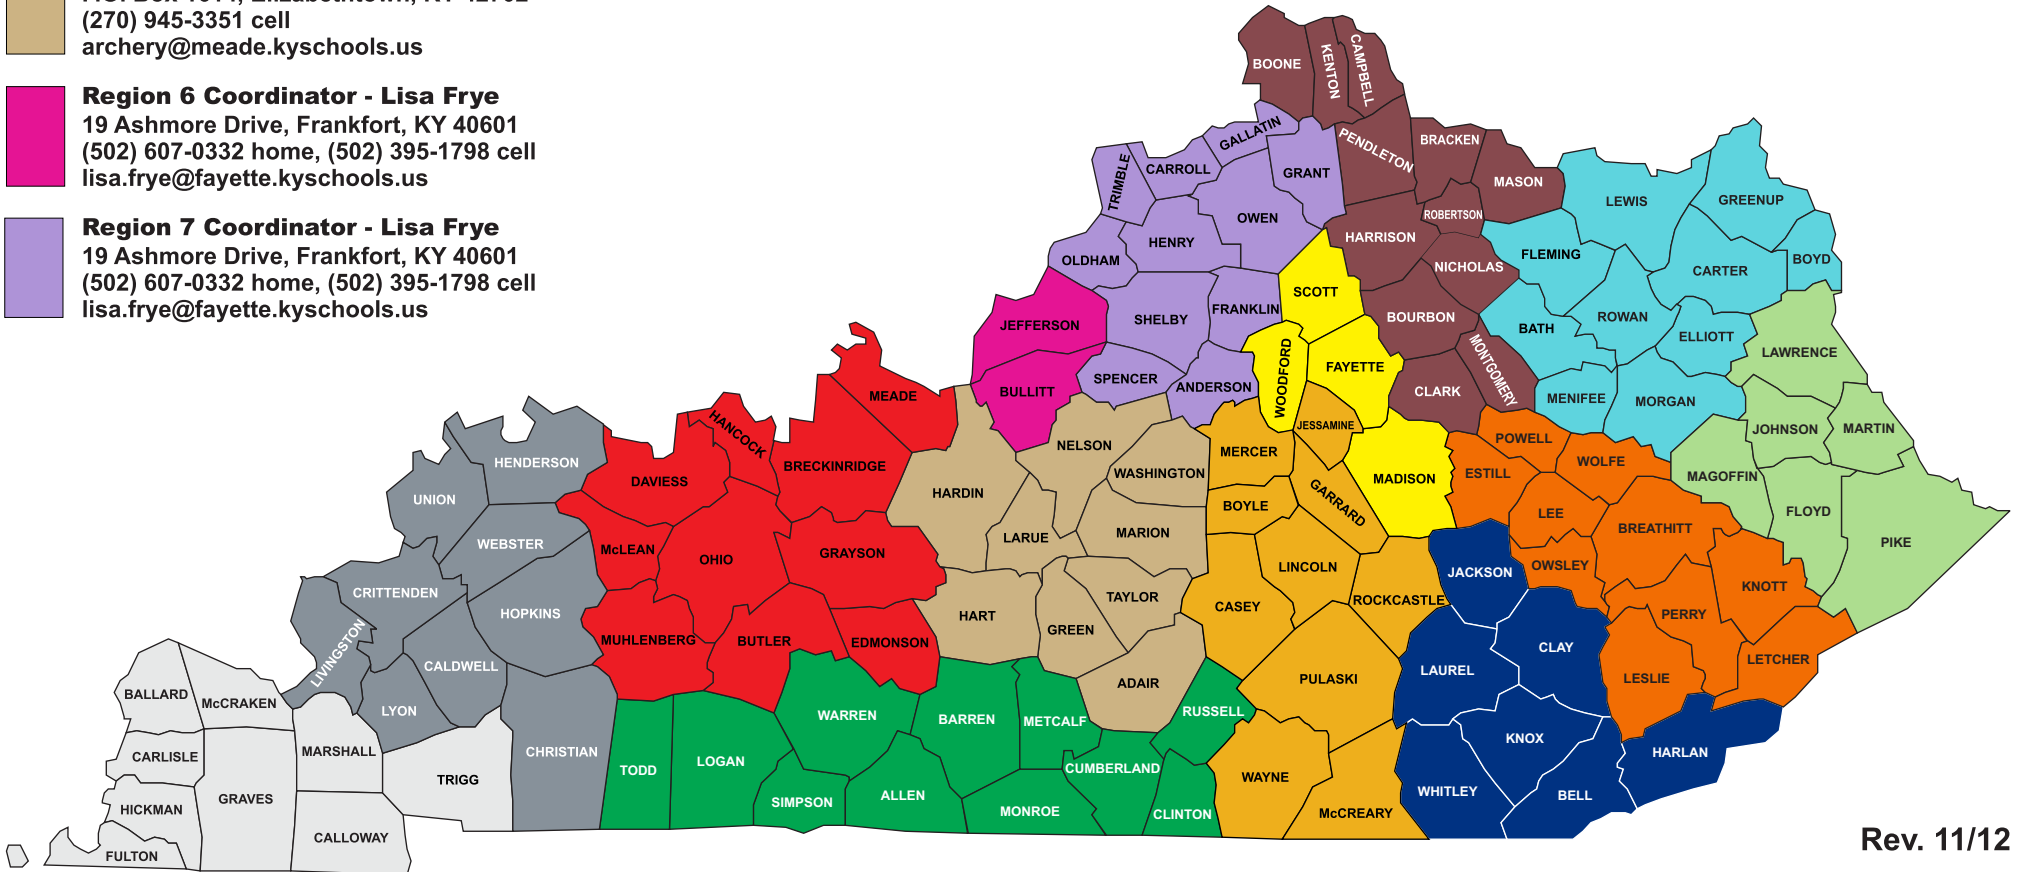 (270) 945-3351 cell
archery@meade.kyschools.us
Region 6 Coordinator - Lisa Frye
19 Ashmore Drive, Frankfort, KY 40601
(502) 607-0332 home, (502) 395-1798 cell
lisa.frye@fayette.kyschools.us
Region 7 Coordinator - Lisa Frye
19 Ashmore Drive, Frankfort, KY 40601
(502) 607-0332 home, (502) 395-1798 cell
lisa.frye@fayette.kyschools.us
BOONE
KENTON
CAMPBELL
PENDLETON
BRACKEN
MASON
ROBERTSON
HARRISON
NICHOLAS
BOURBON
MONTGOMERY
CLARK
GALLATIN
CARROLL
TRIMBLE
GRANT
OWEN
HENRY
OLDHAM
SHELBY
FRANKLIN
SPENCER
ANDERSON
LEWIS
GREENUP
FLEMING
CARTER
BOYD
BATH
ROWAN
ELLIOTT
MENIFEE
MORGAN
SCOTT
WOODFORD
FAYETTE
MADISON
JEFFERSON
BULLITT
LAWRENCE
JOHNSON
MARTIN
MAGOFFIN
FLOYD
PIKE
MEADE
HANCOCK
BRECKINRIDGE
DAVIESS
McLEAN
OHIO
GRAYSON
MUHLENBERG
BUTLER
EDMONSON
NELSON
WASHINGTON
HARDIN
LARUE
MARION
HART
GREEN
TAYLOR
ADAIR
JESSAMINE
MERCER
BOYLE
GARRARD
LINCOLN
CASEY
ROCKCASTLE
PULASKI
WAYNE
McCREARY
POWELL
ESTILL
WOLFE
LEE
BREATHITT
OWSLEY
KNOTT
PERRY
LESLIE
LETCHER
JACKSON
CLAY
LAUREL
KNOX
HARLAN
WHITLEY
BELL
HENDERSON
UNION
WEBSTER
CRITTENDEN
HOPKINS
LIVINGSTON
CALDWELL
LYON
CHRISTIAN
BALLARD
McCRAKEN
CARLISLE
MARSHALL
TRIGG
HICKMAN
GRAVES
CALLOWAY
FULTON
WARREN
BARREN
METCALF
RUSSELL
TODD
LOGAN
SIMPSON
ALLEN
MONROE
CUMBERLAND
CLINTON
Rev. 11/12